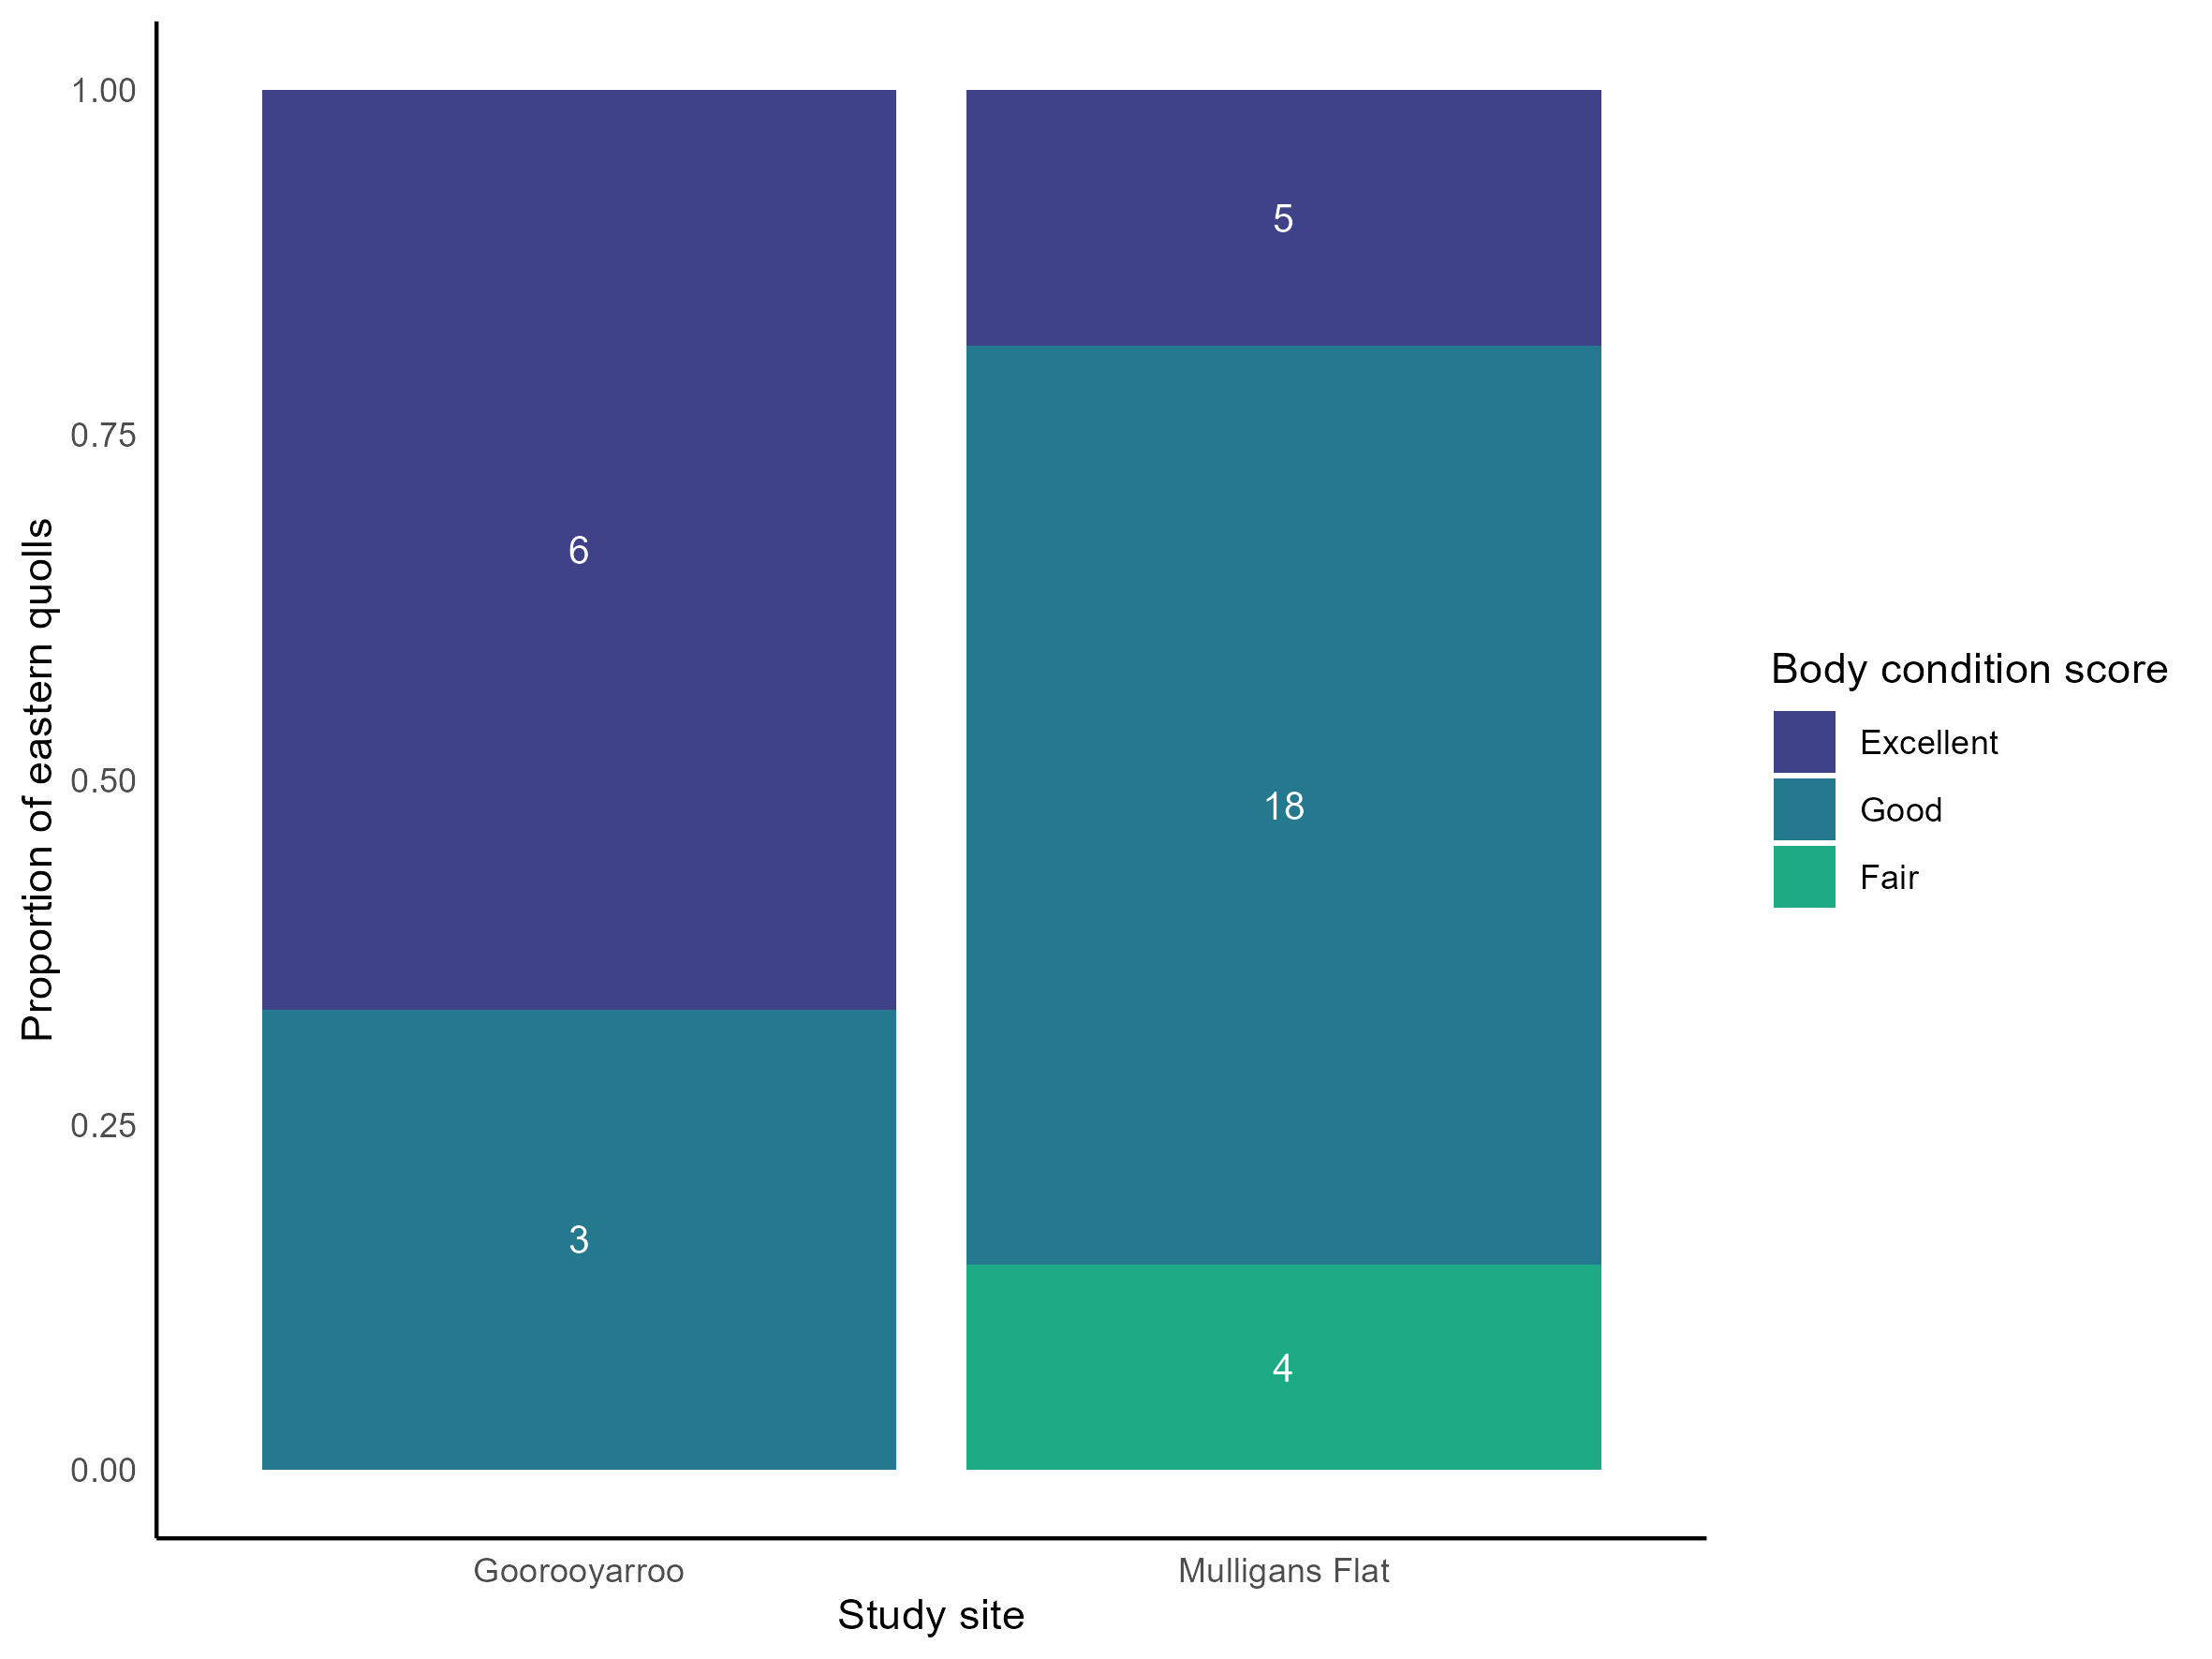 Proportion of eastern quolls
1.00
0.75
0.50
0.25
0.00
6
3
5
18
4
Goorooyarroo
Mulligans Flat
Study site
Body condition score
Excellent
Good
Fair